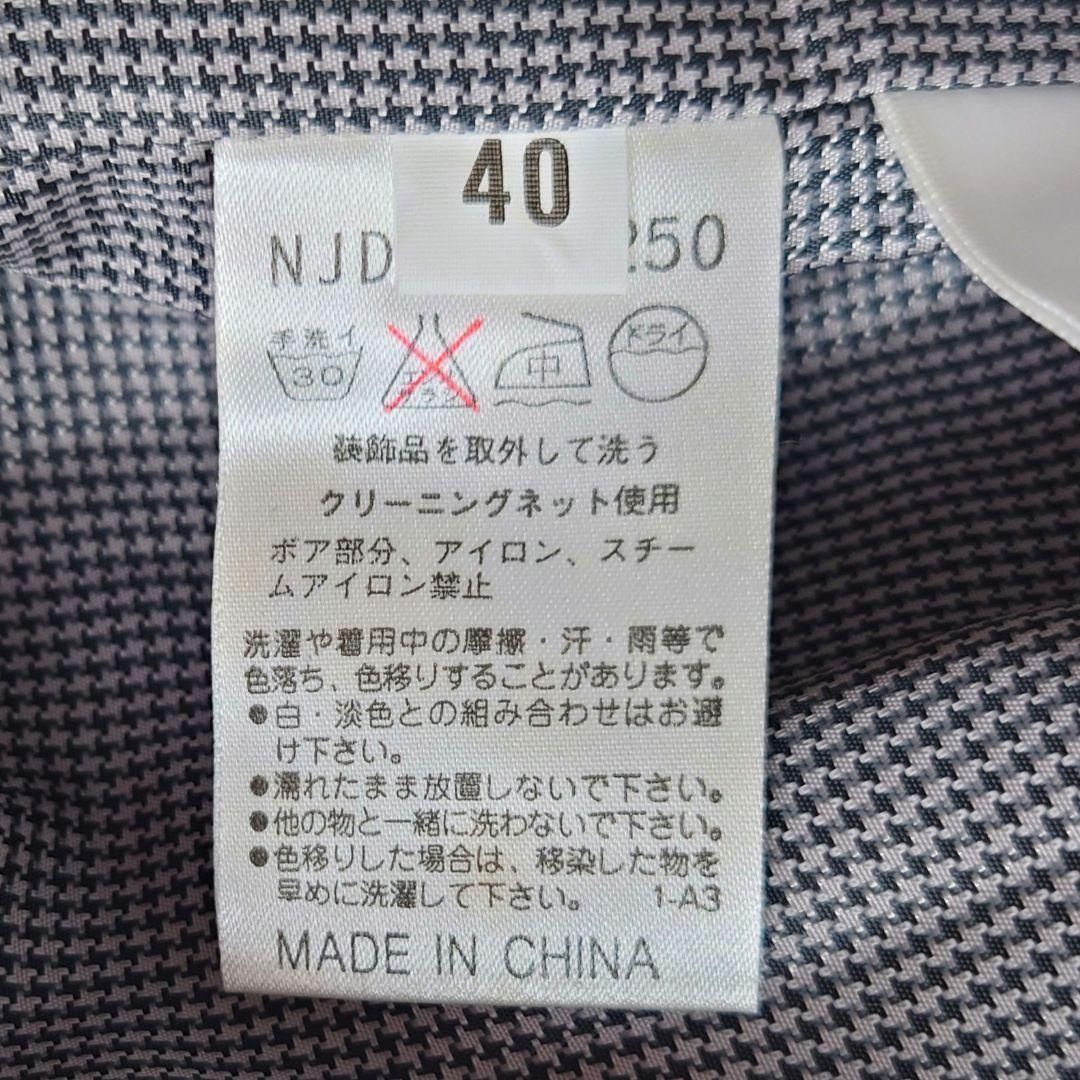 40
NJD 250
手洗イ
30
エンソ
サラシ
中
ドライ
装飾品を取外して洗う
クリーニングネット使用
ボア部分、アイロン、スチー
ムアイロン禁止
洗濯や着用中の摩擦・汗・雨等で
色落ち、色移りすることがあります。
●白・淡色との組み合わせはお避
け下さい。
●濡れたまま放置しないで下さい。
●他の物と一緒に洗わないで下さい。
●色移りした場合は、移染した物を
早めに洗濯して下さい。 1-A3
MADE IN CHINA